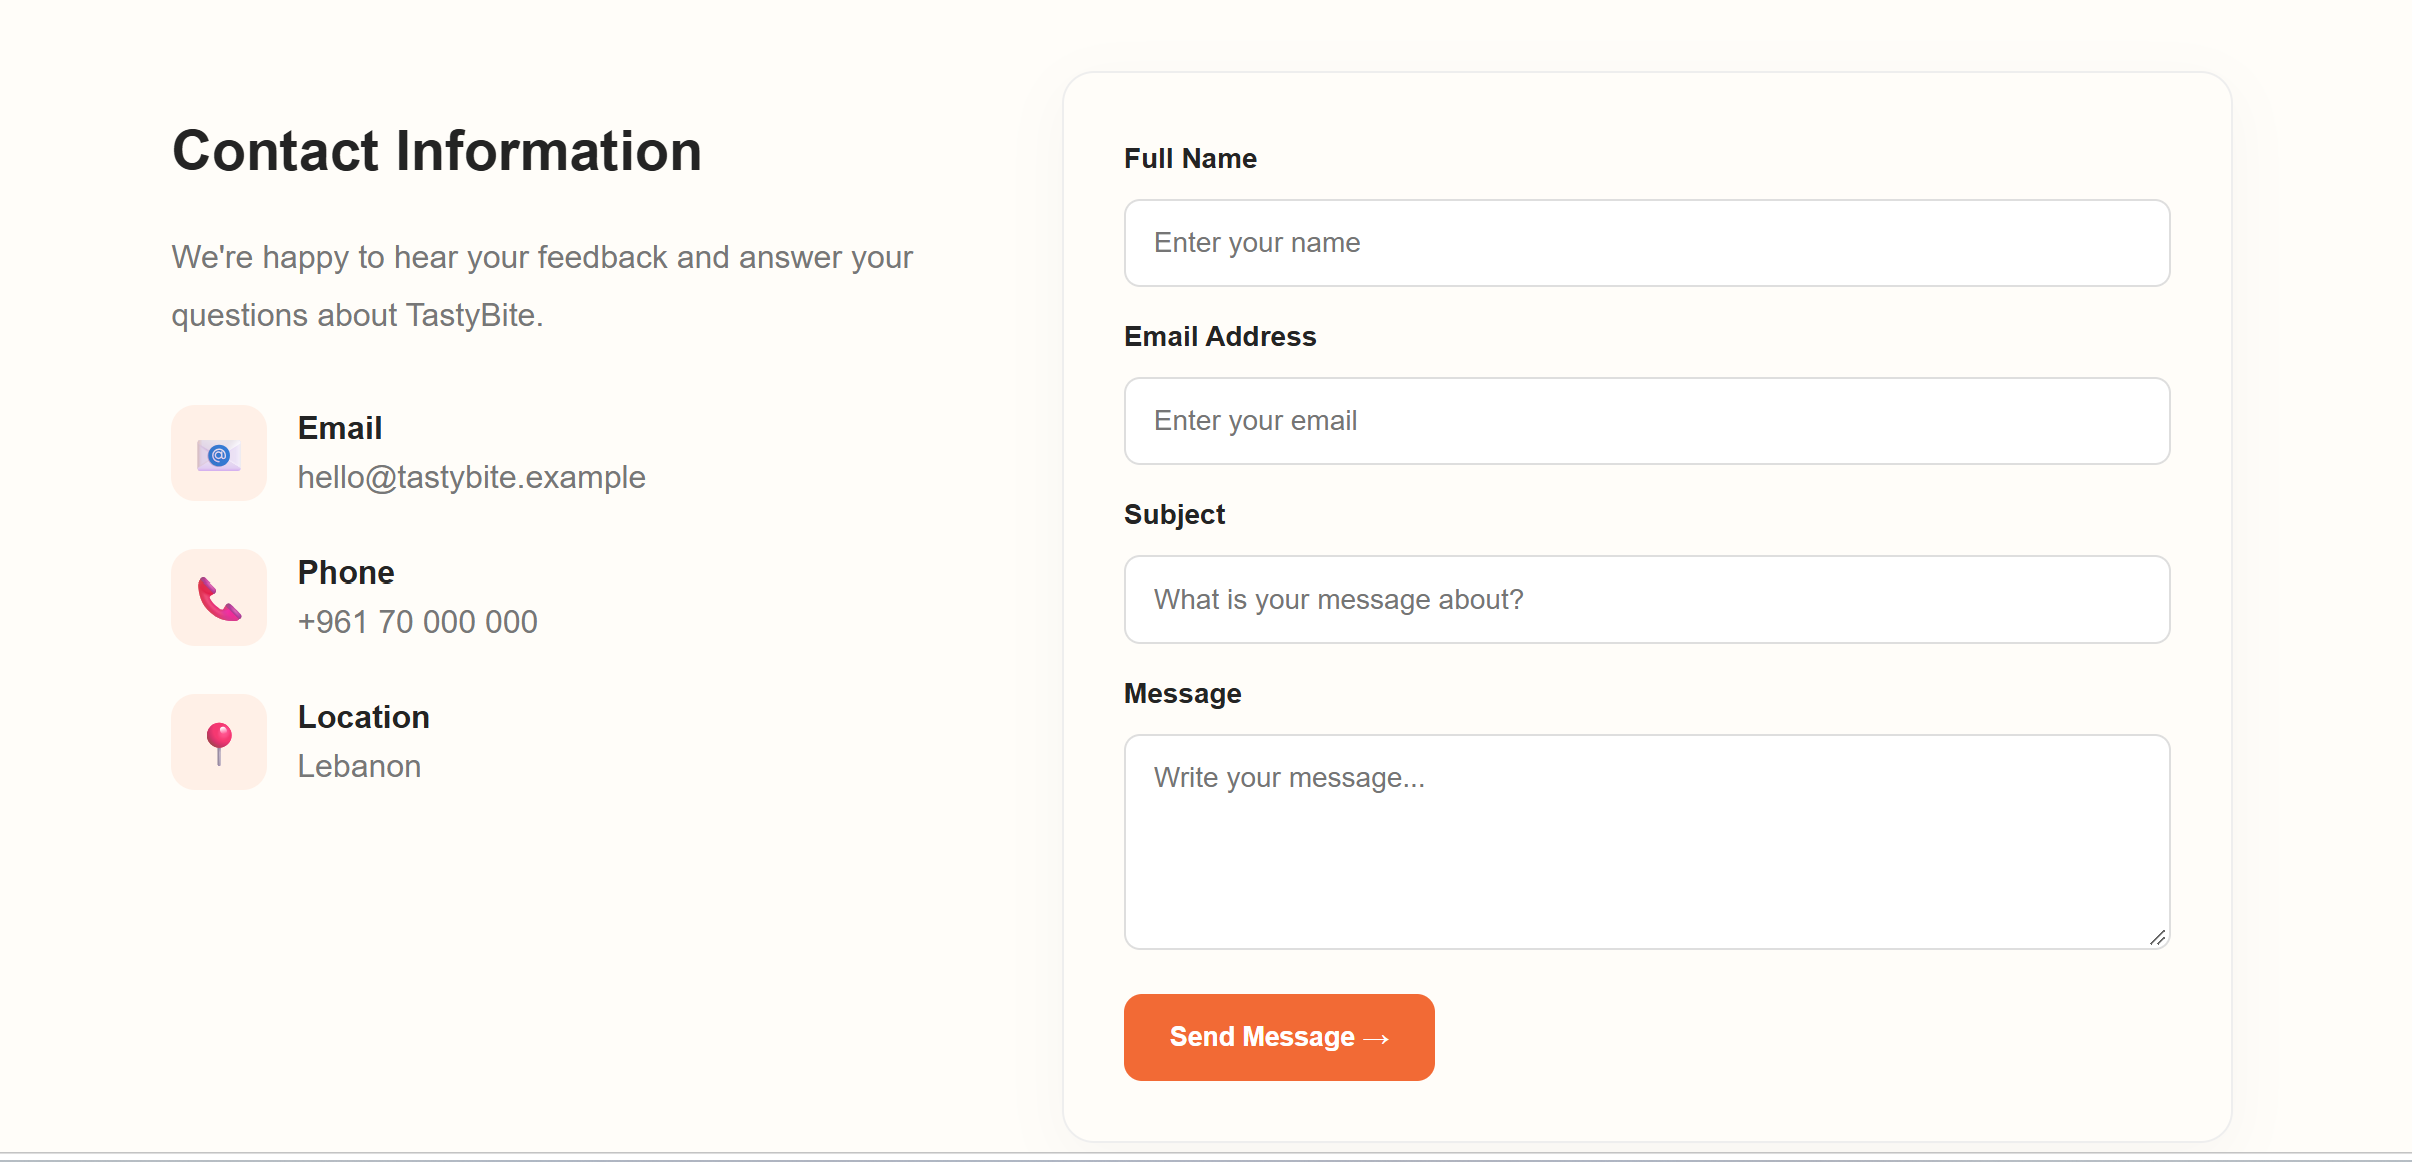 Contact Information
We're happy to hear your feedback and answer your
questions about TastyBite.
Email
hello@tastybite.example
Phone
+961 70 000 000
Location
Lebanon
Full Name
Enter your name
Email Address
Enter your email
Subject
What is your message about?
Message
Write your message...
Send Message →